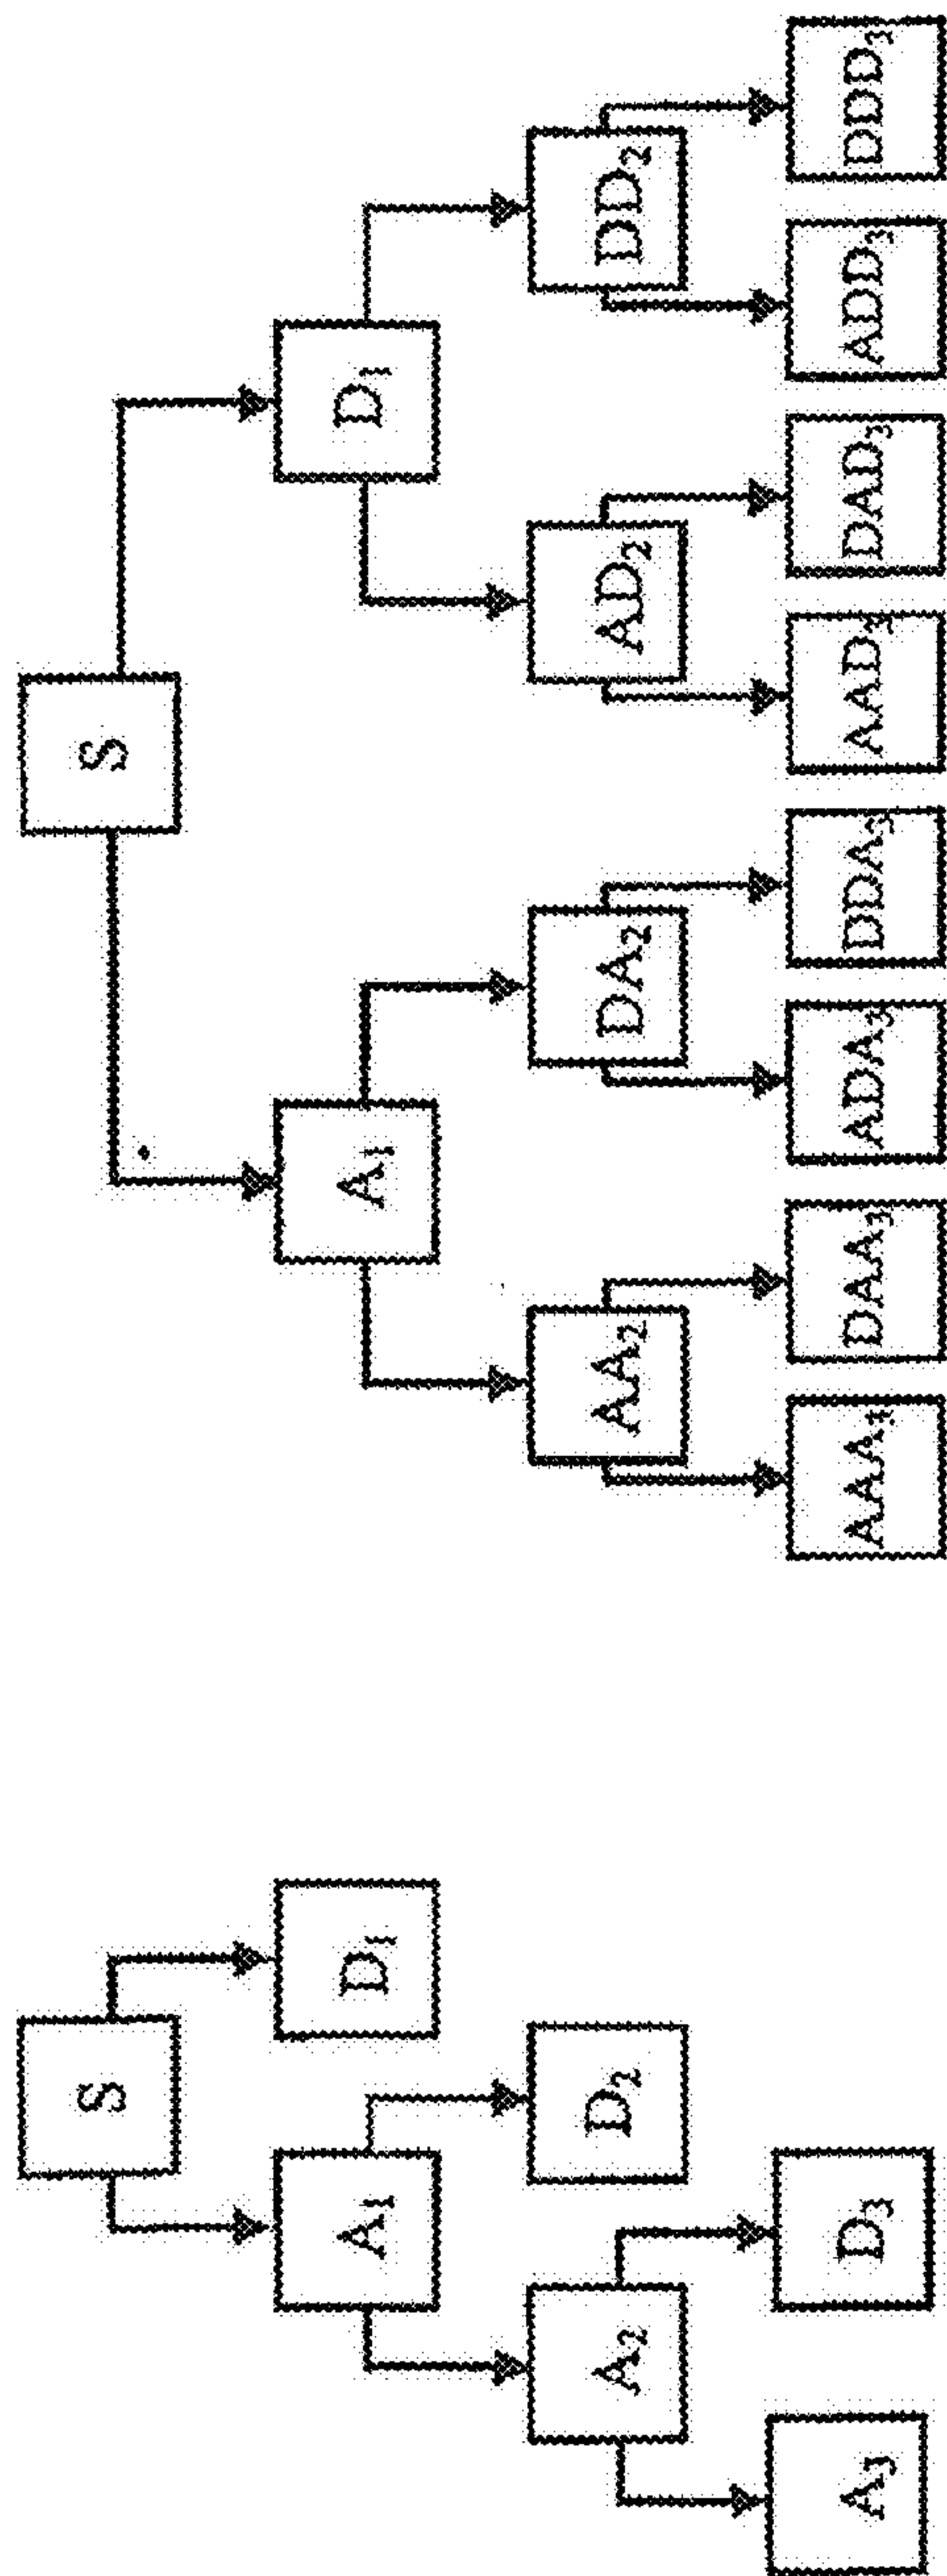 S
A₁ D₁
A₂ D₂
A₃ D₃
S
A₁ D₁
AA₂ DA₂ AD₂ DD₂
AAA₃ DAA₃ ADA₃ DDA₃ AAD₃ DAD₃ ADD₃ DDD₃